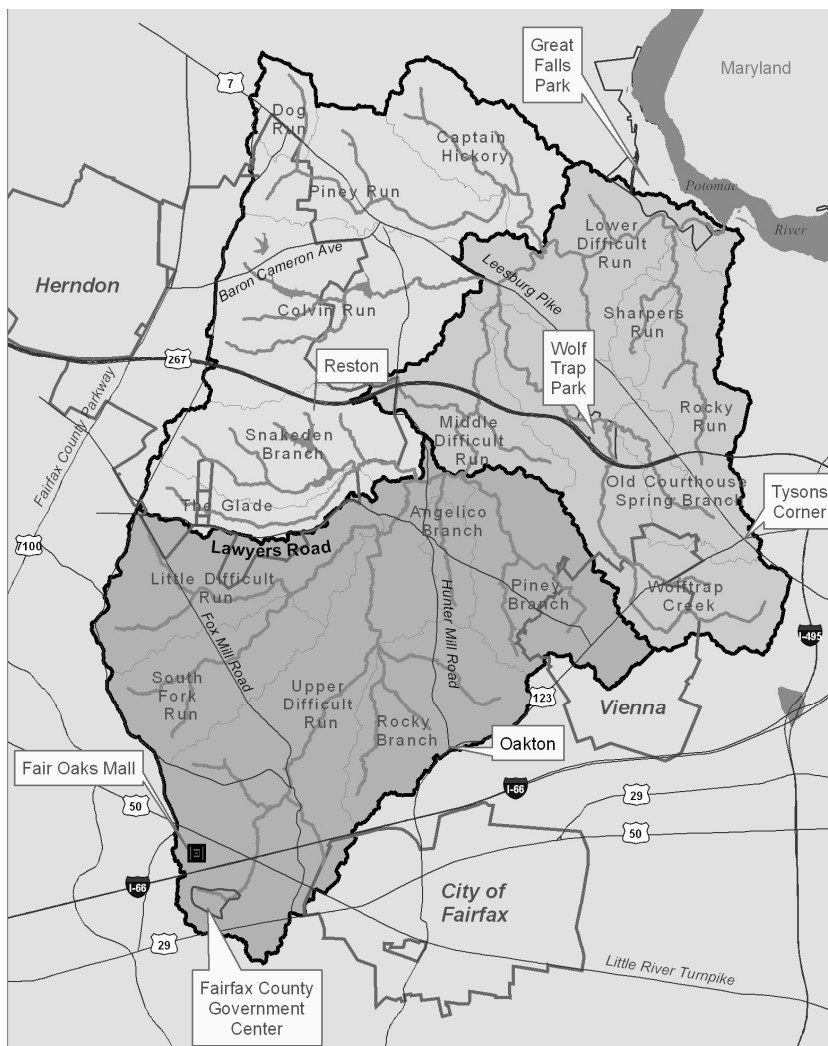 Great
Falls
Park
Maryland
7
Dog
Run
Captain
Hickory
Piney Run
Potomac
River
Lower
Difficult
Run
Herndon
Baron Cameron Ave
Leesburg Pike
Colvin Run
Sharpers
Run
267
Reston
Wolf
Trap
Park
Fairfax County Parkway
Snakeden
Branch
Middle
Difficult
Run
Rocky
Run
The Glade
Old Courthouse
Spring Branch
Tysons
Corner
Angelico
Branch
7100
Lawyers Road
Little Difficult
Run
Piney
Branch
Wolftrap
Creek
Fox Mill Road
Hunter Mill Road
I-495
South
Fork
Run
Upper
Difficult
Run
Rocky
Branch
123
Vienna
Oakton
Fair Oaks Mall
50
I-66
29
50
I-66
City of
Fairfax
29
Little River Turnpike
Fairfax County
Government
Center